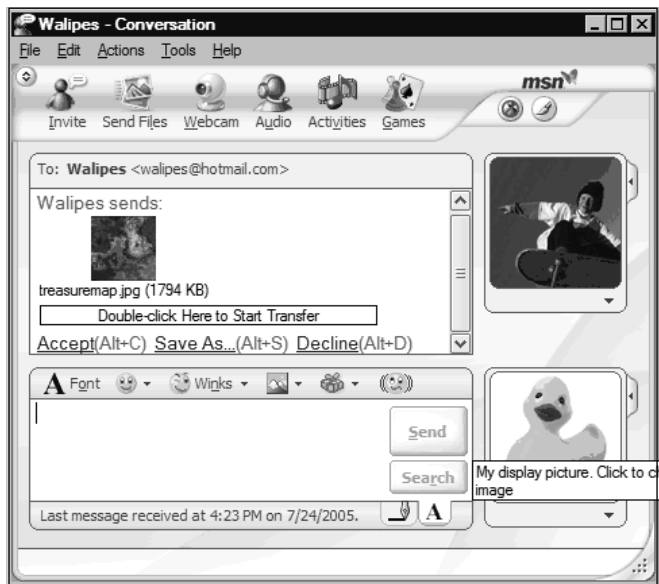 Walipes - Conversation
File Edit Actions Tools Help
Invite Send Files Webcam Audio Activities Games
msn
To: Walipes <walipes@hotmail.com>
Walipes sends:
treasuremap.jpg (1794 KB)
Double-click Here to Start Transfer
Accept(Alt+C) Save As...(Alt+S) Decline(Alt+D)
A Font Winks
Send
Search
My display picture. Click to c
image
Last message received at 4:23 PM on 7/24/2005.
A